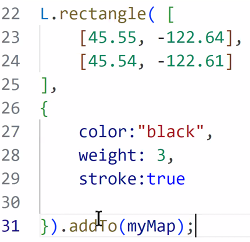 22 L.rectangle( [
23     [45.55, -122.64],
24     [45.54, -122.61]
25 ],
26 {
27     color:"black",
28     weight: 3,
29     stroke:true
30
31 }).addTo(myMap);